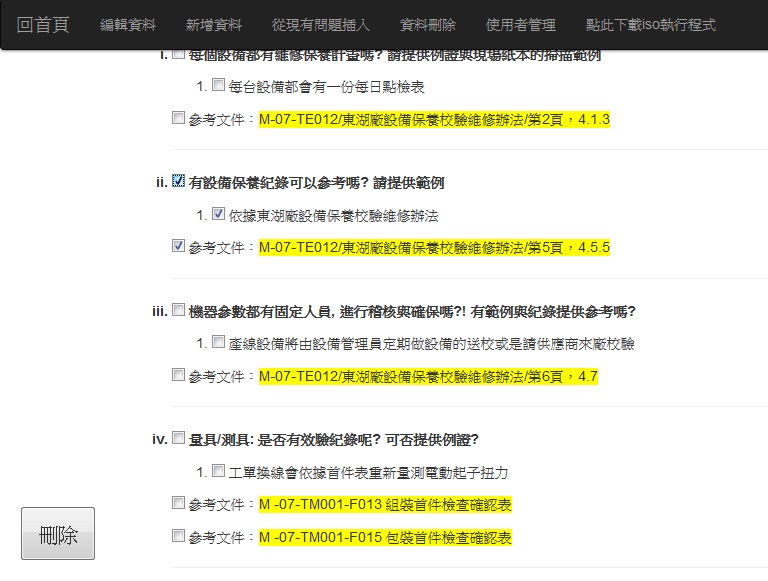 回首頁 編輯資料 新增資料 從現有問題插入 資料刪除 使用者管理 點此下載iso執行程式
i. 每個設備都有維修保養計畫嗎? 請提供例證與現場紙本的掃描範例
1. 每台設備都會有一份每日點檢表
參考文件：M-07-TE012/東湖廠設備保養校驗維修辦法/第2頁，4.1.3
ii. 有設備保養紀錄可以參考嗎? 請提供範例
1. 依據東湖廠設備保養校驗維修辦法
參考文件：M-07-TE012/東湖廠設備保養校驗維修辦法/第5頁，4.5.5
iii. 機器參數都有固定人員, 進行稽核與確保嗎?! 有範例與紀錄提供參考嗎?
1. 產線設備將由設備管理員定期做設備的送校或是請供應商來廠校驗
參考文件：M-07-TE012/東湖廠設備保養校驗維修辦法/第6頁，4.7
iv. 量具/測具: 是否有效驗紀錄呢? 可否提供例證?
1. 工單換線會依據首件表重新量測電動起子扭力
參考文件：M -07-TM001-F013 組裝首件檢查確認表
刪除
參考文件：M -07-TM001-F015 包裝首件檢查確認表